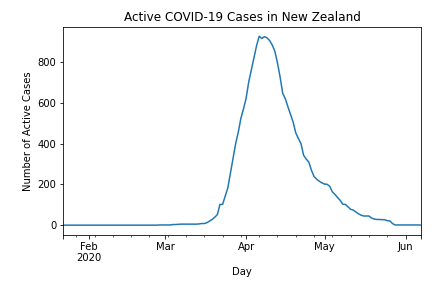 Active COVID-19 Cases in New Zealand
Number of Active Cases
800
600
400
200
0
Feb Mar Apr May Jun
2020
Day